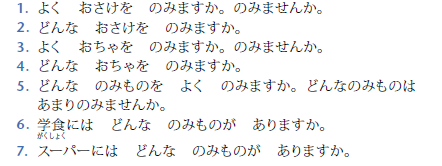 1. よく　おさけを　のみますか。のみませんか。
2. どんな　おさけを　のみますか。
3. よく　おちゃを　のみますか。のみませんか。
4. どんな　おちゃを　のみますか。
5. どんな　のみものを　よく　のみますか。どんなのみものは
あまりのみませんか。
6. 学食には　どんな　のみものが　ありますか。
がくしょく
7. スーパーには　どんな　のみものが　ありますか。